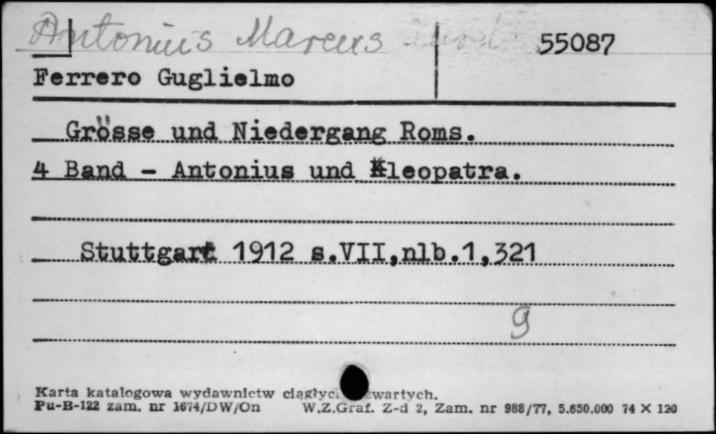 Antonius Marcus 55087
Ferrero Guglielmo
Grösse und Niedergang Roms.
4 Band - Antonius und Kleopatra.
Stuttgart 1912 s.VII,nlb.1,321
9
Karta katalogowa wydawnictw ciągłych zwartych.
Pu-B-122 zam. nr 1674/DW/On W.Z.Graf. Z-d 2, Zam. nr 988/77, 5.650.000 74 X 120